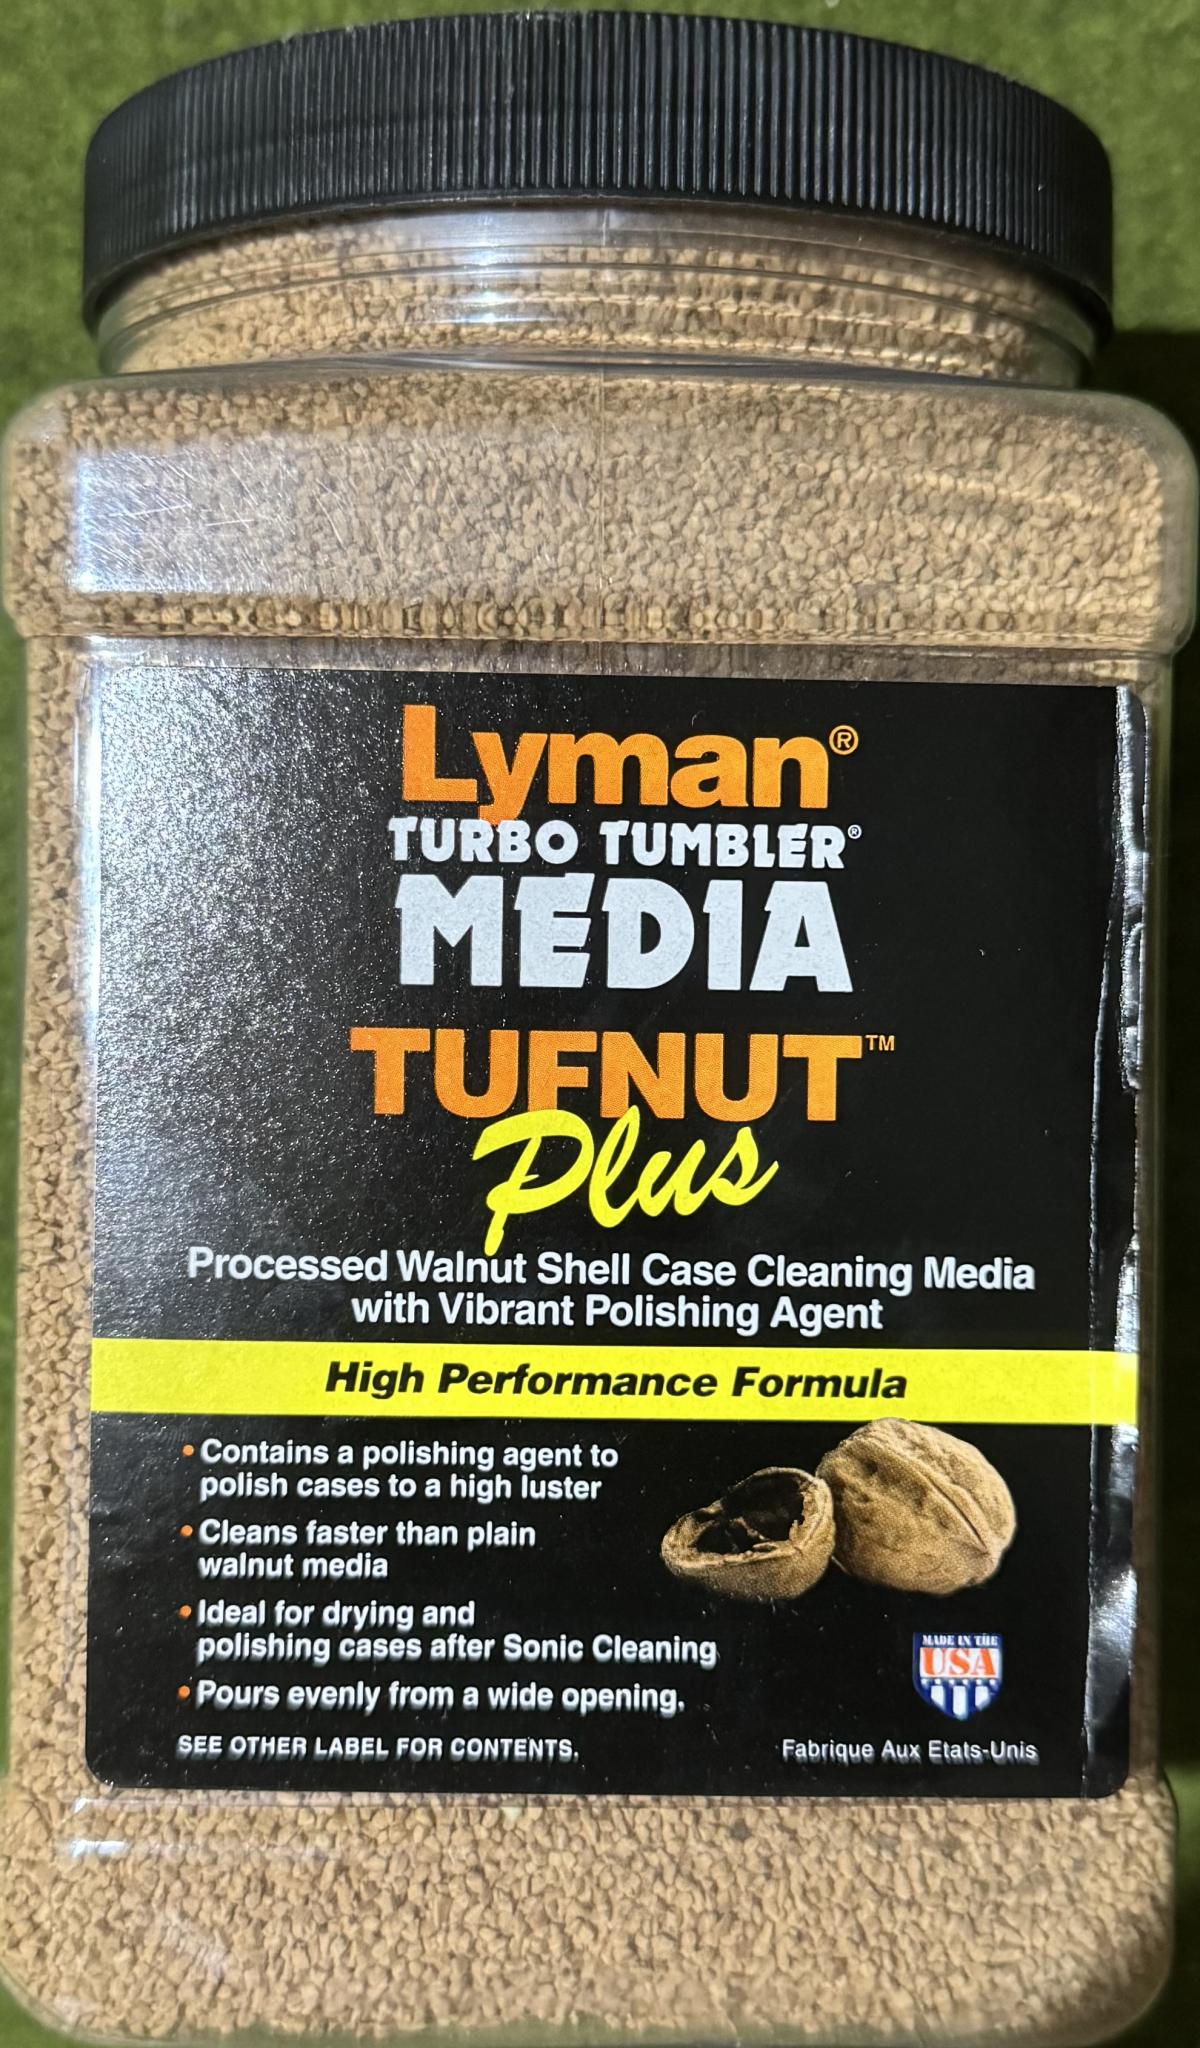 Lyman®
TURBO TUMBLER®
MEDIA
TUFNUT™
Plus
Processed Walnut Shell Case Cleaning Media
with Vibrant Polishing Agent
High Performance Formula
• Contains a polishing agent to
polish cases to a high luster
• Cleans faster than plain
walnut media
• Ideal for drying and
polishing cases after Sonic Cleaning
• Pours evenly from a wide opening.
MADE IN THE
USA
SEE OTHER LABEL FOR CONTENTS.
Fabrique Aux Etats-Unis